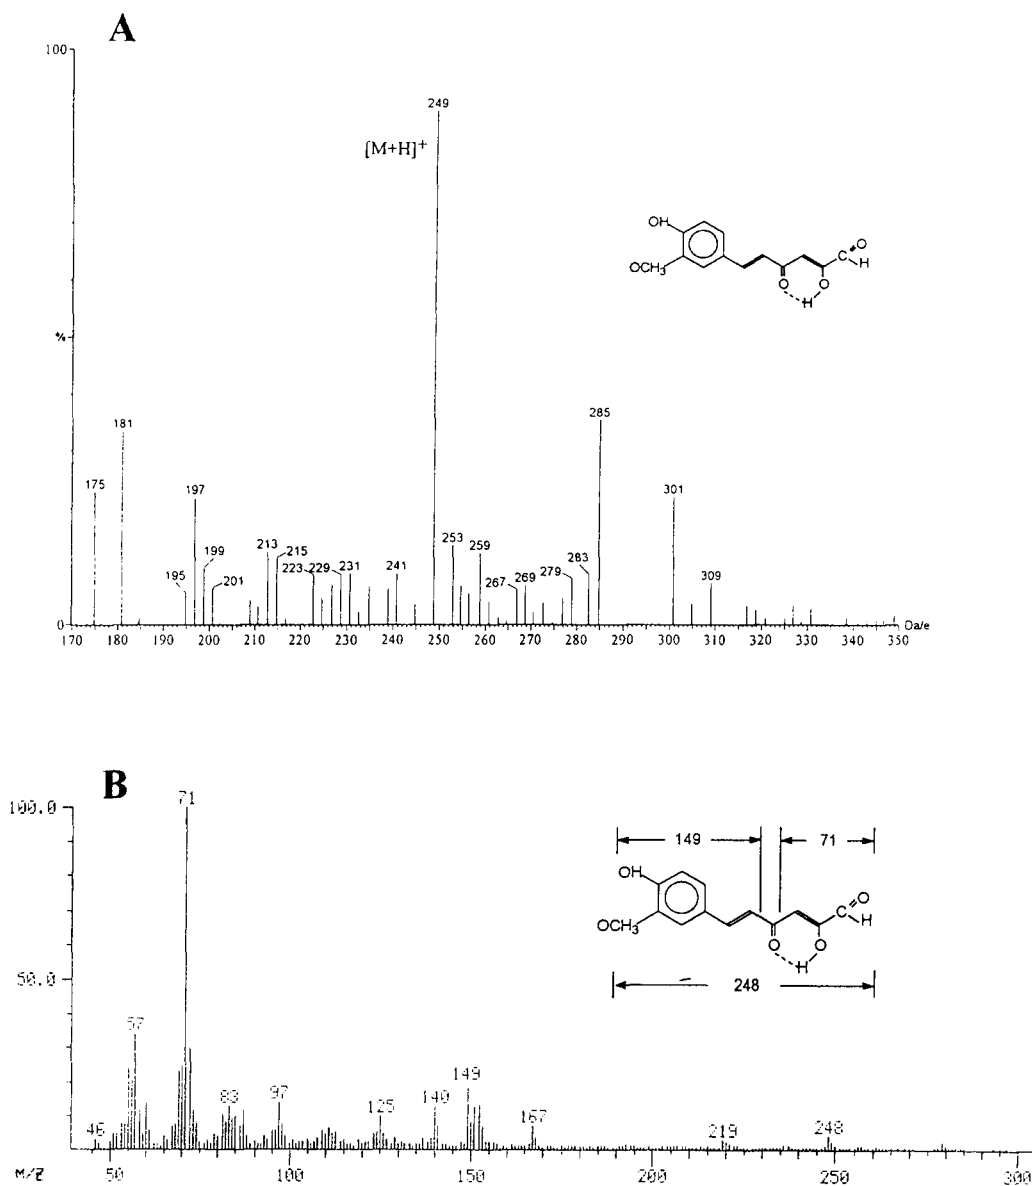 A
100
249
[M+H]+
OH
OCH3
O
H
O
C
O
H
%
285
181
175
197
301
199
213
215
195
201
223
229
231
241
253
259
267
269
279
283
309
0
170 180 190 200 210 220 230 240 250 260 270 280 290 300 310 320 330 340 350 Da/e
B
100.0
71
149
71
OH
OCH3
O
H
O
C
O
H
248
50.0
57
46
83
97
125
140
149
167
219
248
M/Z 50 100 150 200 250 300